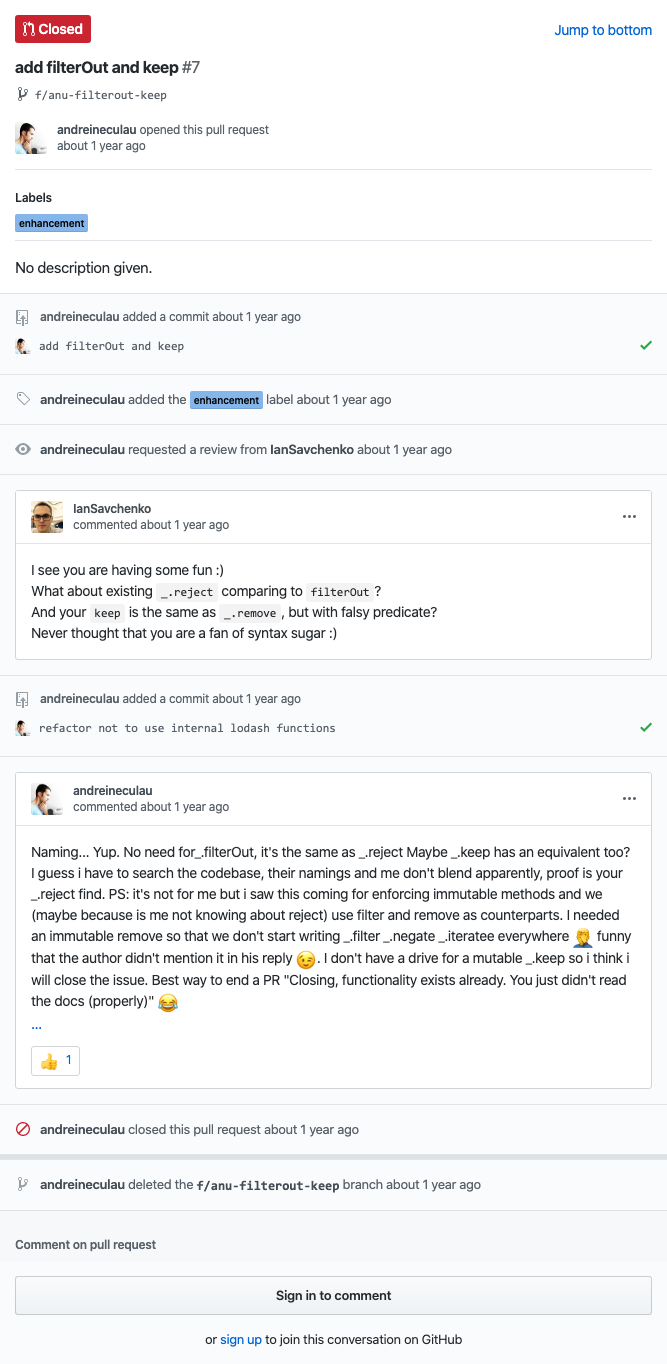 Closed
Jump to bottom
add filterOut and keep #7
f/anu-filterout-keep
andreineculau opened this pull request
about 1 year ago
Labels
enhancement
No description given.
andreineculau added a commit about 1 year ago
add filterOut and keep
andreineculau added the enhancement label about 1 year ago
andreineculau requested a review from IanSavchenko about 1 year ago
IanSavchenko
commented about 1 year ago
I see you are having some fun :)
What about existing _.reject comparing to filterOut?
And your keep is the same as _.remove, but with falsy predicate?
Never thought that you are a fan of syntax sugar :)
andreineculau added a commit about 1 year ago
refactor not to use internal lodash functions
andreineculau
commented about 1 year ago
Naming... Yup. No need for_.filterOut, it's the same as _.reject Maybe _.keep has an equivalent too?
I guess i have to search the codebase, their namings and me don't blend apparently, proof is your
_.reject find. PS: it's not for me but i saw this coming for enforcing immutable methods and we
(maybe because is me not knowing about reject) use filter and remove as counterparts. I needed
an immutable remove so that we don't start writing _.filter _.negate _.iteratee everywhere 🤦 funny
that the author didn't mention it in his reply 😉. I don't have a drive for a mutable _.keep so i think i
will close the issue. Best way to end a PR "Closing, functionality exists already. You just didn't read
the docs (properly)" 😂
...
👍 1
andreineculau closed this pull request about 1 year ago
andreineculau deleted the f/anu-filterout-keep branch about 1 year ago
Comment on pull request
Sign in to comment
or sign up to join this conversation on GitHub